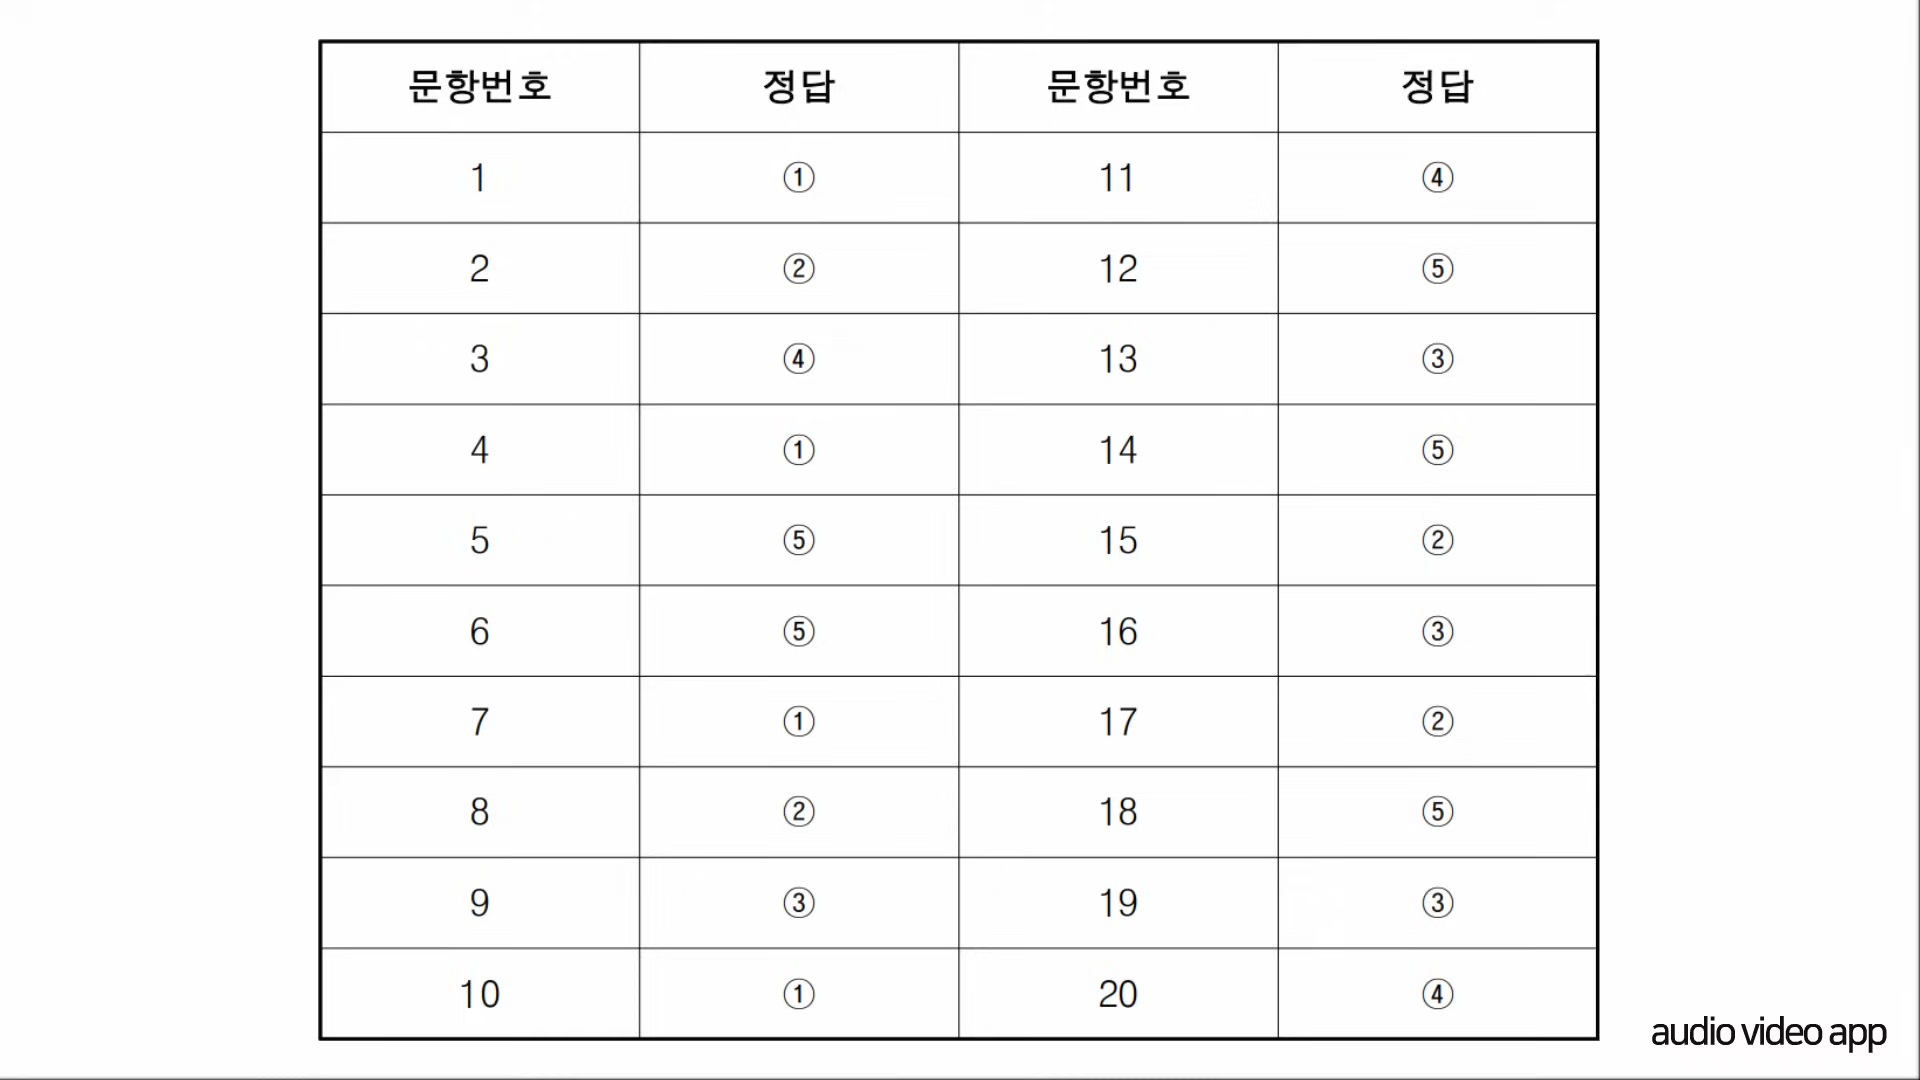 문항번호 정답 문항번호 정답
1 ① 11 ④
2 ② 12 ⑤
3 ④ 13 ③
4 ① 14 ⑤
5 ⑤ 15 ②
6 ⑤ 16 ③
7 ① 17 ②
8 ② 18 ⑤
9 ③ 19 ③
10 ① 20 ④
audio video app